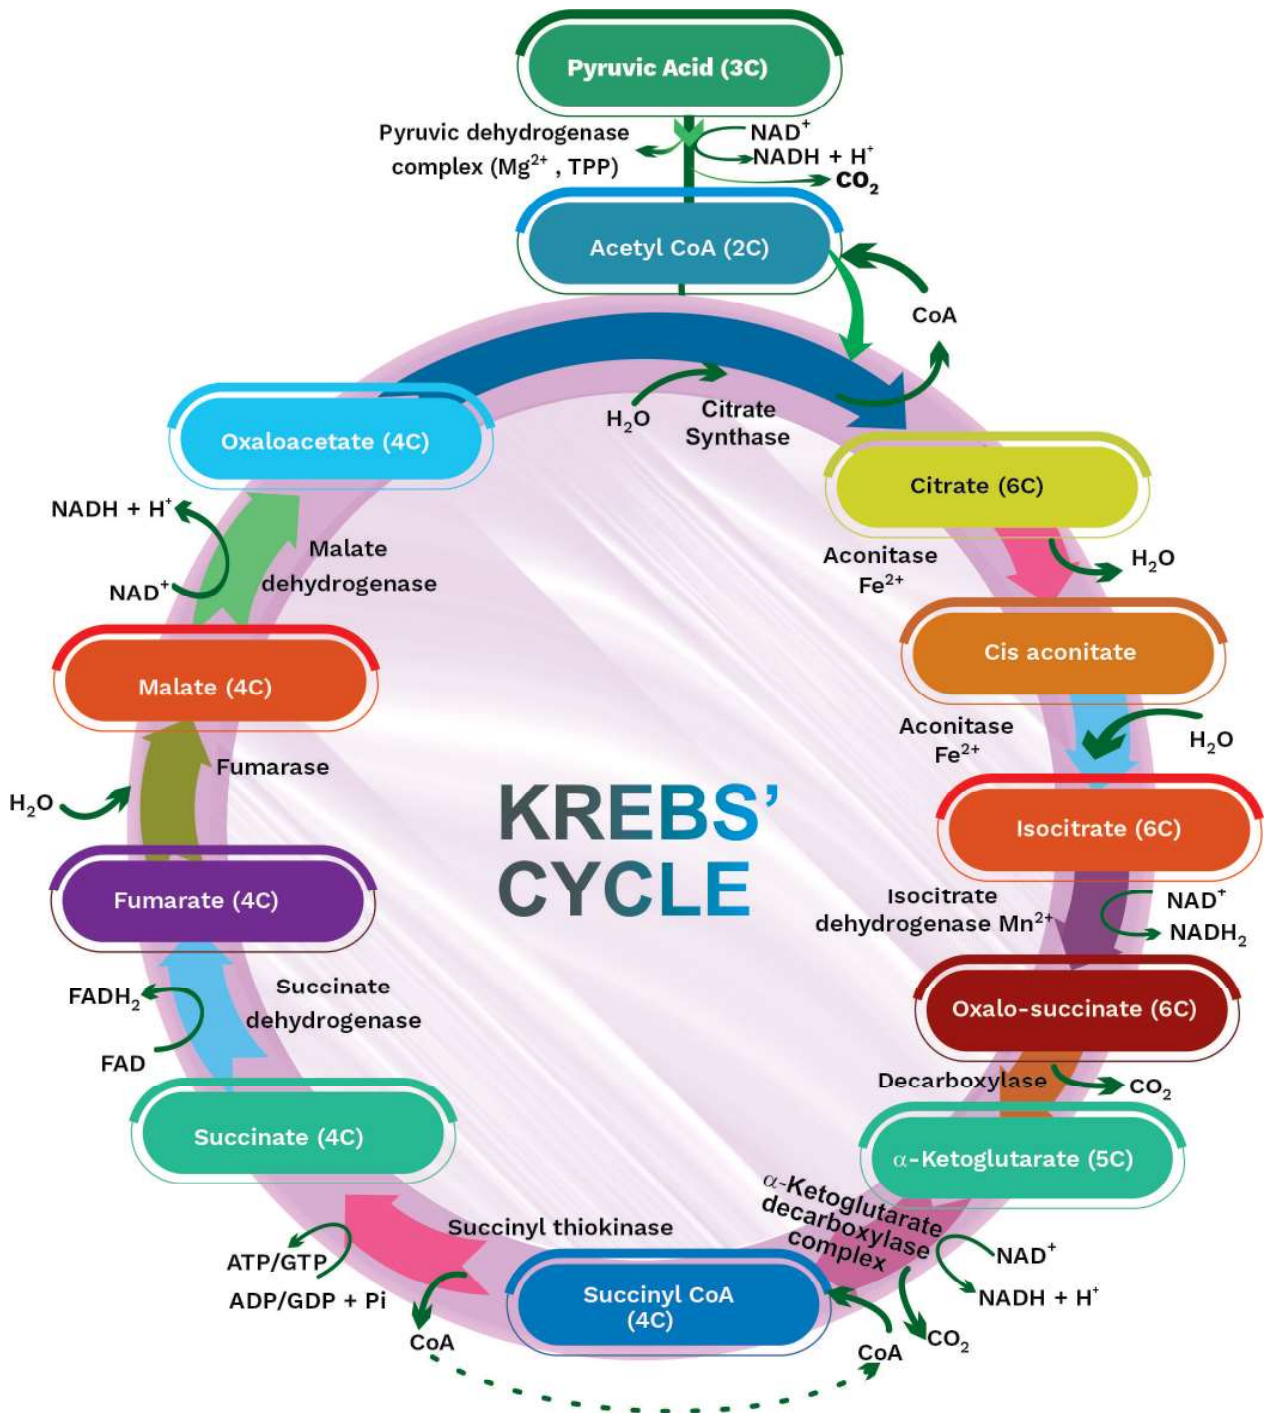 Pyruvic Acid (3C)
Pyruvic dehydrogenase
complex (Mg²⁺ , TPP)
NAD⁺
NADH + H⁺
CO₂
Acetyl CoA (2C)
CoA
H₂O
Citrate
Synthase
Oxaloacetate (4C)
Citrate (6C)
NADH + H⁺
NAD⁺
Malate
dehydrogenase
Aconitase
Fe²⁺
H₂O
Malate (4C)
Cis aconitate
Aconitase
Fe²⁺
H₂O
Fumarase
H₂O
KREBS’
CYCLE
Isocitrate (6C)
Fumarate (4C)
Isocitrate
dehydrogenase Mn²⁺
NAD⁺
NADH₂
FADH₂
FAD
Succinate
dehydrogenase
Oxalo-succinate (6C)
Decarboxylase
CO₂
Succinate (4C)
α-Ketoglutarate (5C)
α-Ketoglutarate
decarboxylase
complex
Succinyl thiokinase
ATP/GTP
ADP/GDP + Pi
CoA
Succinyl CoA
(4C)
NAD⁺
NADH + H⁺
CO₂
CoA